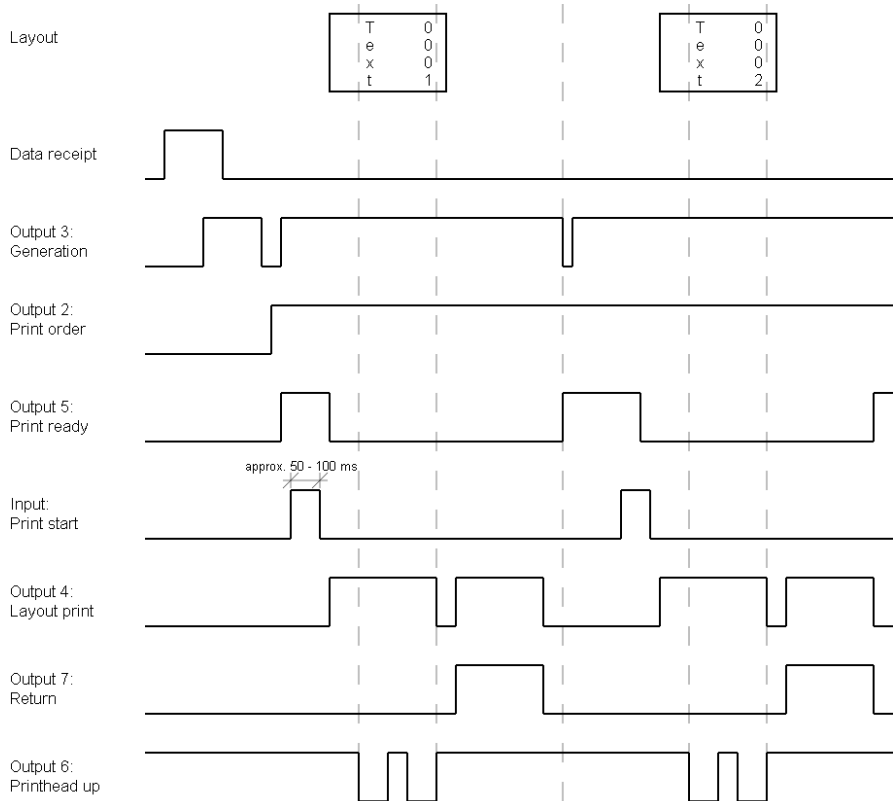 Layout
T 0
e 0
x 0
t 1
T 0
e 0
x 0
t 2
Data receipt
Output 3:
Generation
Output 2:
Print order
Output 5:
Print ready
approx. 50 - 100 ms
Input:
Print start
Output 4:
Layout print
Output 7:
Return
Output 6:
Printhead up